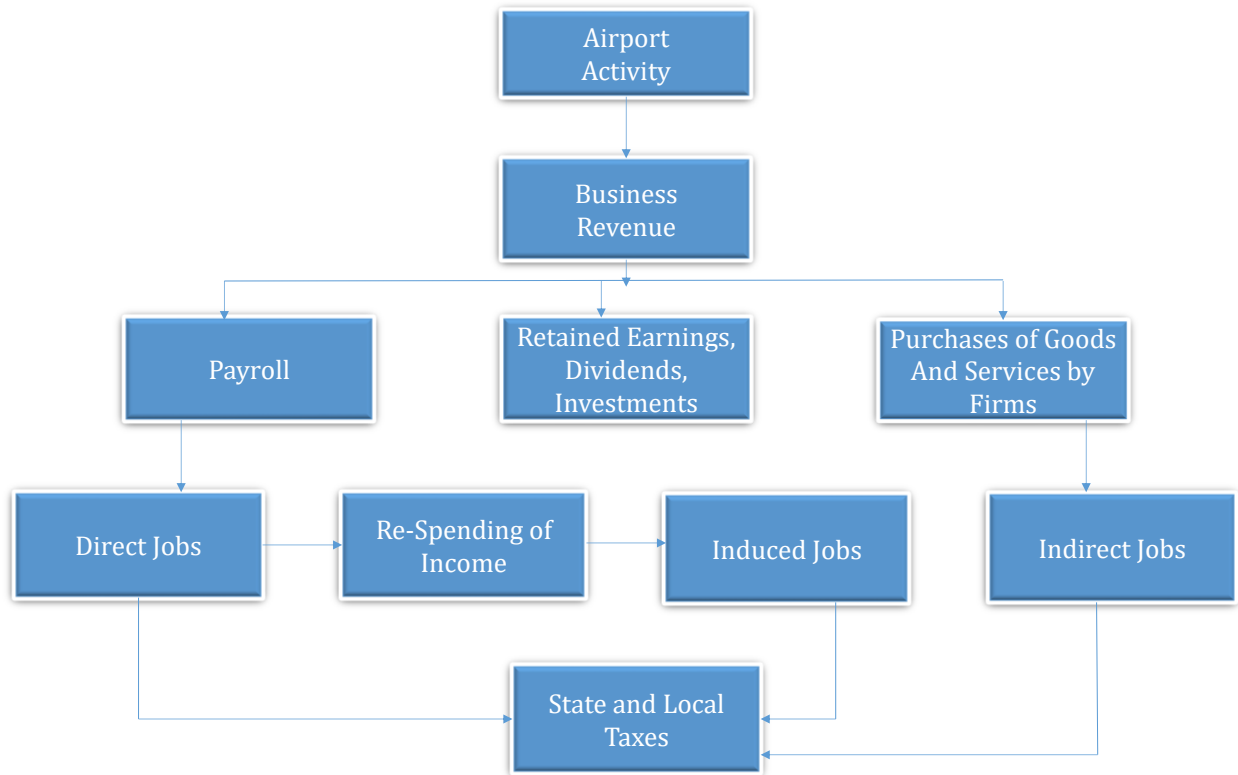 Airport
Activity
Business
Revenue
Payroll
Retained Earnings,
Dividends,
Investments
Purchases of Goods
And Services by
Firms
Direct Jobs
Re-Spending of
Income
Induced Jobs
Indirect Jobs
State and Local
Taxes